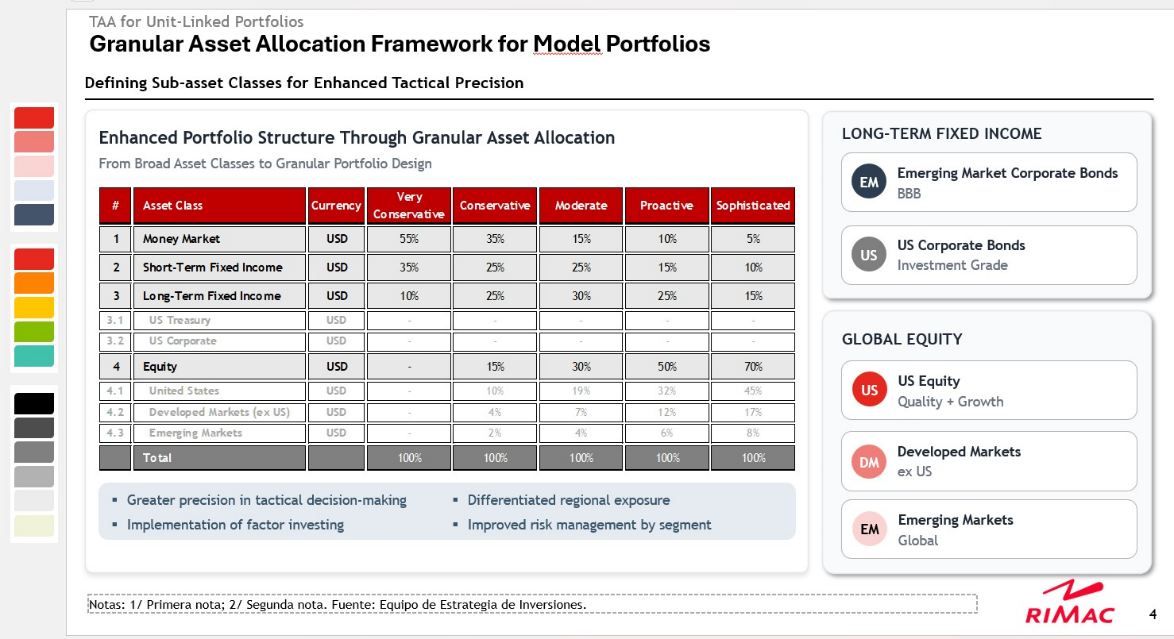 TAA for Unit-Linked Portfolios
Granular Asset Allocation Framework for Model Portfolios
Defining Sub-asset Classes for Enhanced Tactical Precision
Enhanced Portfolio Structure Through Granular Asset Allocation
From Broad Asset Classes to Granular Portfolio Design
# Asset Class Currency Very Conservative Conservative Moderate Proactive Sophisticated
1 Money Market USD 55% 35% 15% 10% 5%
2 Short-Term Fixed Income USD 35% 25% 25% 15% 10%
3 Long-Term Fixed Income USD 10% 25% 30% 25% 15%
3.1 US Treasury USD - - - - -
3.2 US Corporate USD - - - - -
4 Equity USD - 15% 30% 50% 70%
4.1 United States USD - 10% 19% 32% 45%
4.2 Developed Markets (ex US) USD - 4% 7% 12% 17%
4.3 Emerging Markets USD - 2% 4% 6% 8%
Total 100% 100% 100% 100% 100%
▪ Greater precision in tactical decision-making
▪ Implementation of factor investing
▪ Differentiated regional exposure
▪ Improved risk management by segment
LONG-TERM FIXED INCOME
EM
Emerging Market Corporate Bonds
BBB
US
US Corporate Bonds
Investment Grade
GLOBAL EQUITY
US
US Equity
Quality + Growth
DM
Developed Markets
ex US
EM
Emerging Markets
Global
Notas: 1/ Primera nota; 2/ Segunda nota. Fuente: Equipo de Estrategia de Inversiones.
RIMAC
4